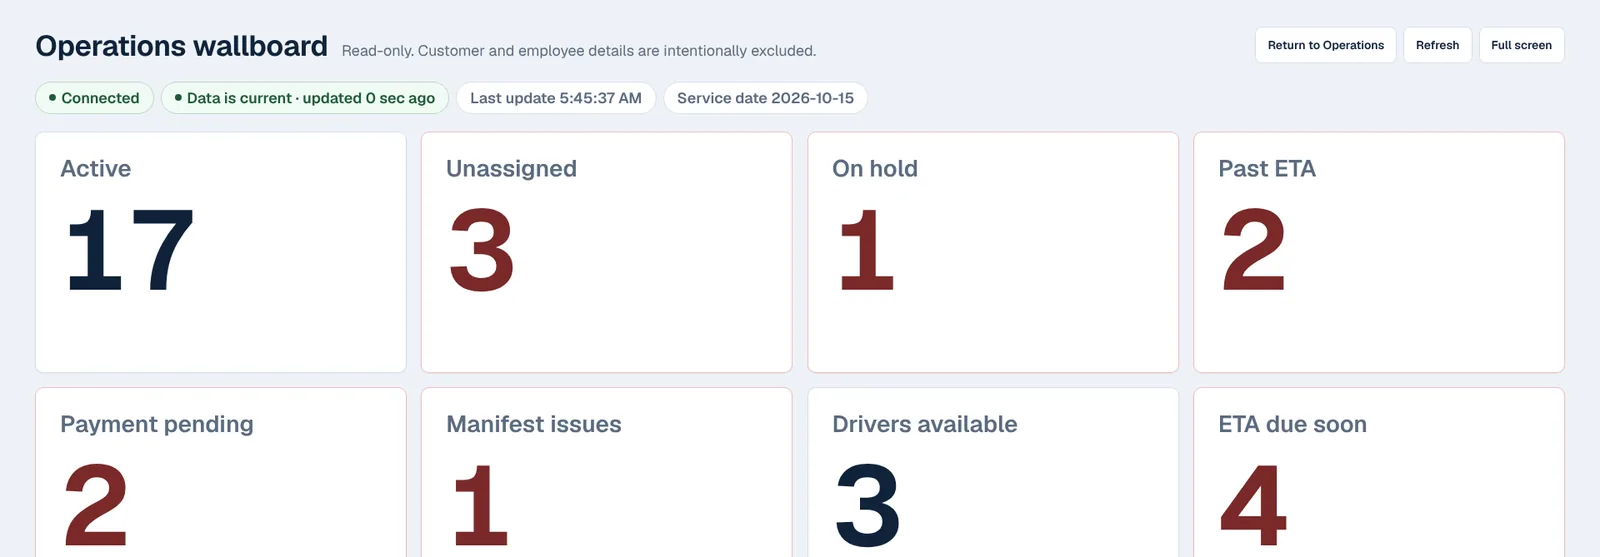 Operations wallboard Read-only. Customer and employee details are intentionally excluded. Return to Operations Refresh Full screen
Connected Data is current · updated 0 sec ago Last update 5:45:37 AM Service date 2026-10-15
Active Unassigned On hold Past ETA
17 3 1 2
Payment pending Manifest issues Drivers available ETA due soon
2 1 3 4